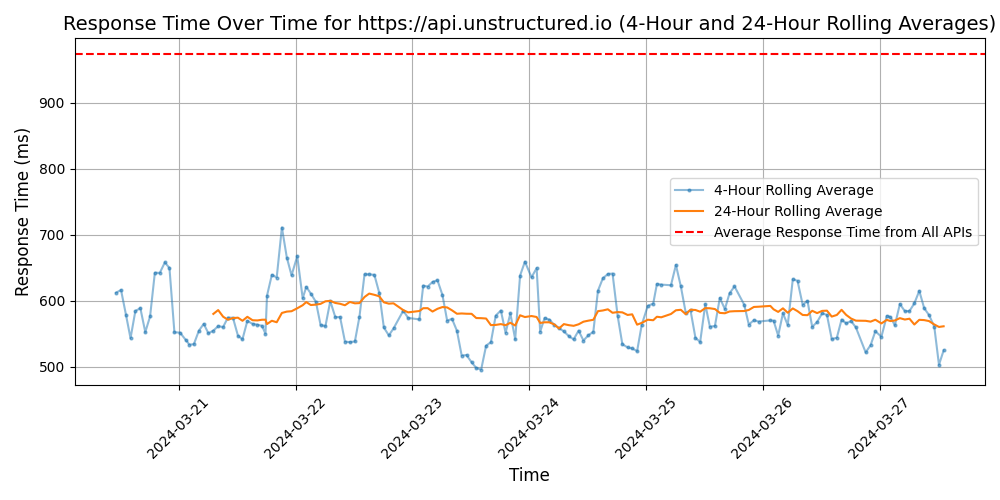 Response Time Over Time for https://api.unstructured.io (4-Hour and 24-Hour Rolling Averages)
Response Time (ms)
900
800
700
600
500
4-Hour Rolling Average
24-Hour Rolling Average
Average Response Time from All APIs
2024-03-21
2024-03-22
2024-03-23
2024-03-24
2024-03-25
2024-03-26
2024-03-27
Time